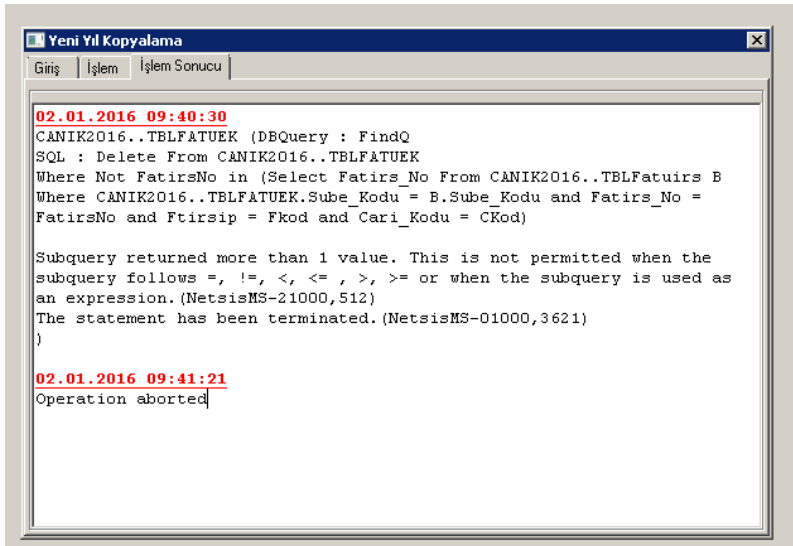 Yeni Yıl Kopyalama
Giriş İşlem İşlem Sonucu
02.01.2016 09:40:30
CANIK2016..TBLFATUEK (DBQuery : FindQ
SQL : Delete From CANIK2016..TBLFATUEK
Where Not FatirsNo in (Select Fatirs_No From CANIK2016..TBLFatuirs B
Where CANIK2016..TBLFATUEK.Sube_Kodu = B.Sube_Kodu and Fatirs_No =
FatirsNo and Ftirsip = Fkod and Cari_Kodu = CKod)
Subquery returned more than 1 value. This is not permitted when the
subquery follows =, !=, <, <= , >, >= or when the subquery is used as
an expression.(NetsisMS-21000,512)
The statement has been terminated.(NetsisMS-01000,3621)
)
02.01.2016 09:41:21
Operation aborted